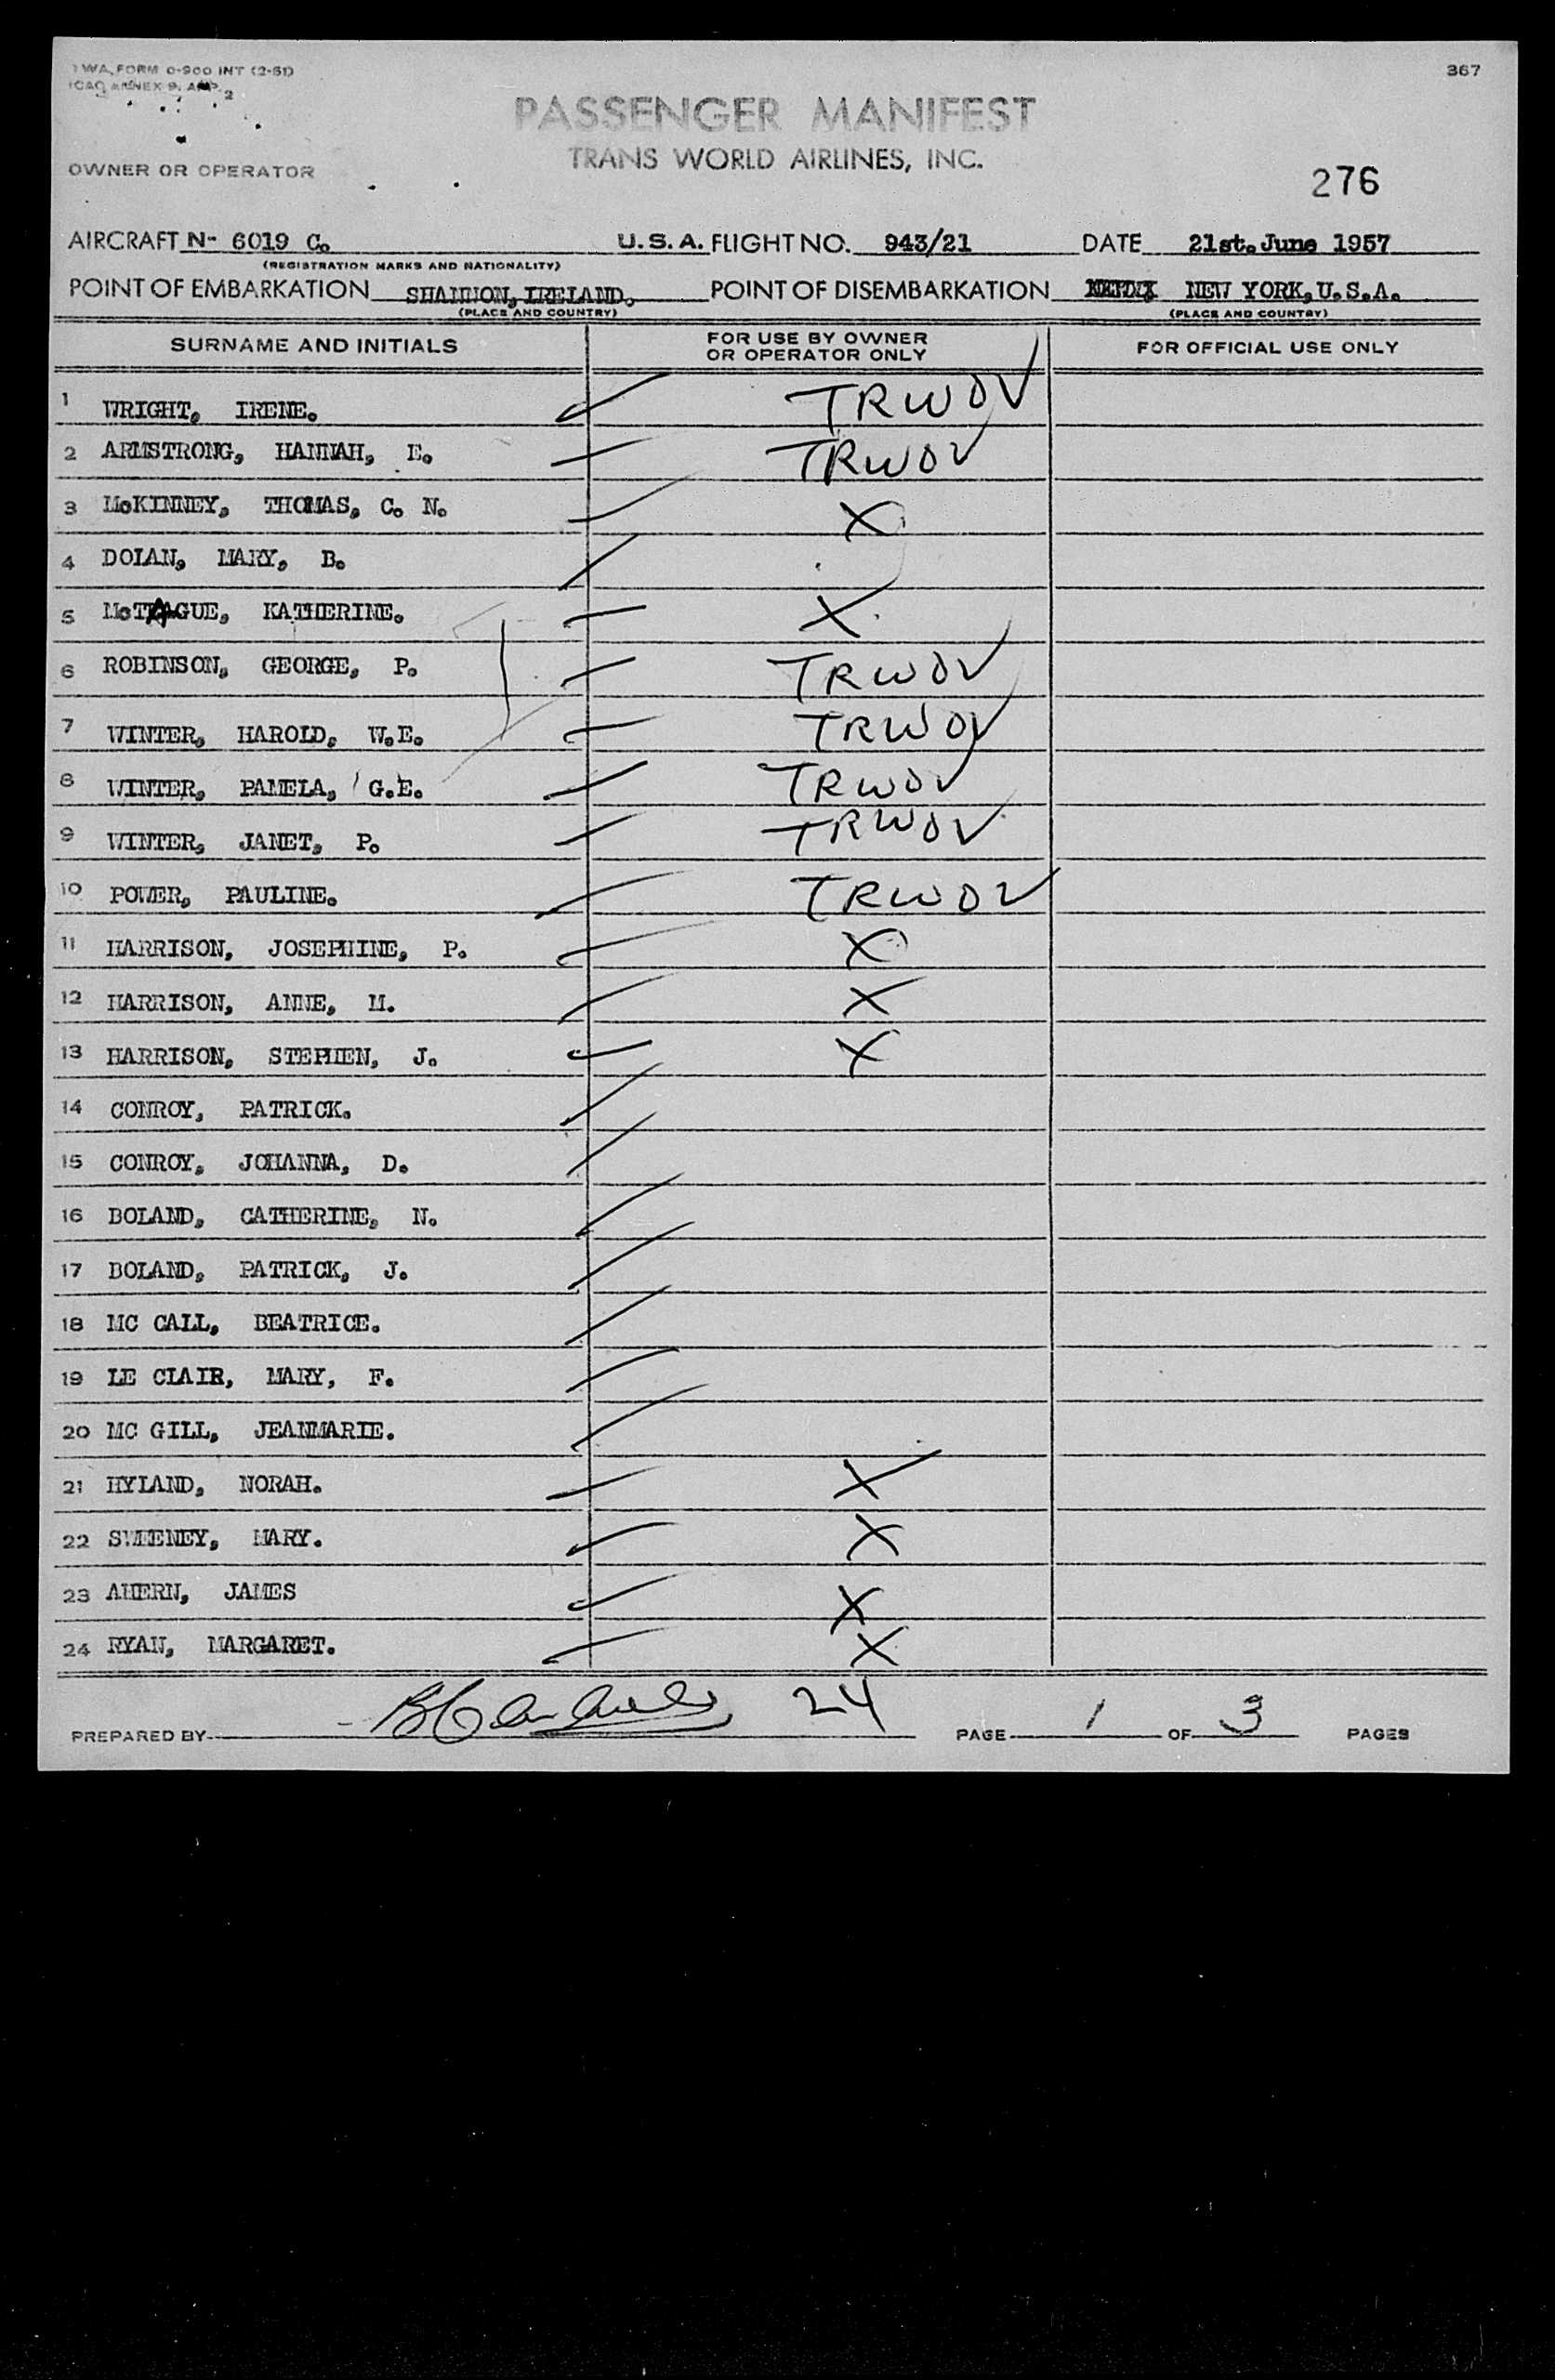 TWA FORM 0-900 INT (2-51)
ICAO ANNEX 9, APP. 2
367
PASSENGER MANIFEST
TRANS WORLD AIRLINES, INC.
OWNER OR OPERATOR
276
AIRCRAFT N- 6019 C. U.S.A. FLIGHT NO. 943/21 DATE 21st. June 1957
(REGISTRATION MARKS AND NATIONALITY)
POINT OF EMBARKATION SHANNON, IRELAND. POINT OF DISEMBARKATION NEW YORK, U.S.A.
(PLACE AND COUNTRY) (PLACE AND COUNTRY)
SURNAME AND INITIALS FOR USE BY OWNER OR OPERATOR ONLY FOR OFFICIAL USE ONLY
1 WRIGHT, IRENE. TRWOV
2 ARMSTRONG, HANNAH, E. TRWOV
3 McKINNEY, THOMAS, C. N. X
4 DOLAN, MARY, B.
5 McTAGUE, KATHERINE. X
6 ROBINSON, GEORGE, P. TRWOV
7 WINTER, HAROLD, W.E. TRWOV
8 WINTER, PAMELA, G.E. TRWOV
9 WINTER, JANET, P. TRWOV
10 POWER, PAULINE. TRWOV
11 HARRISON, JOSEPHINE, P. X
12 HARRISON, ANNE, M. X
13 HARRISON, STEPHEN, J. X
14 CONROY, PATRICK.
15 CONROY, JOHANNA, D.
16 BOLAND, CATHERINE, N.
17 BOLAND, PATRICK, J.
18 MC CALL, BEATRICE.
19 LE CLAIR, MARY, F.
20 MC GILL, JEANMARIE.
21 HYLAND, NORAH. X
22 SWEENEY, MARY. X
23 AHERN, JAMES X
24 RYAN, MARGARET. X
PREPARED BY 24 PAGE 1 OF 3 PAGES